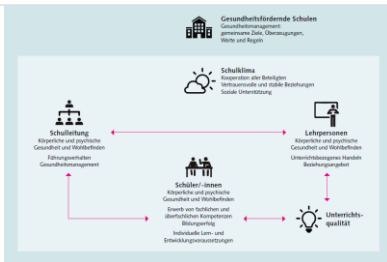 Gesundheitsfördernde Schulen
Gesundheitsmanagement:
gemeinsame Ziele, Überzeugungen,
Werte und Regeln
Schulklima
Kooperation aller Beteiligten
Vertrauensvolle und stabile Beziehungen
Soziale Unterstützung
Schulleitung
Körperliche und psychische
Gesundheit und Wohlbefinden
Führungsverhalten
Gesundheitsmanagement
Lehrpersonen
Körperliche und psychische
Gesundheit und Wohlbefinden
Unterrichtsbezogenes Handeln
Beziehungsangebot
Schüler/-innen
Körperliche und psychische
Gesundheit und Wohlbefinden
Erwerb von fachlichen und
überfachlichen Kompetenzen
Bildungserfolg
Individuelle Lern- und
Entwicklungsvoraussetzungen
Unterrichts-
qualität